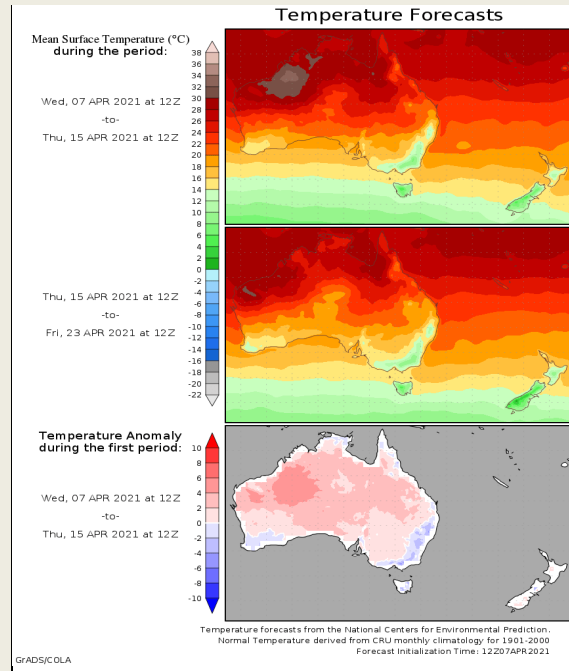 Temperature Forecasts
Mean Surface Temperature (°C)
during the period:
Wed, 07 APR 2021 at 12Z
-to-
Thu, 15 APR 2021 at 12Z
38
36
34
32
30
28
26
24
22
20
18
16
14
12
10
8
6
4
2
0
-2
-4
-6
-8
-10
-12
-14
-16
-18
-20
-22
Thu, 15 APR 2021 at 12Z
-to-
Fri, 23 APR 2021 at 12Z
Temperature Anomaly
during the first period:
Wed, 07 APR 2021 at 12Z
-to-
Thu, 15 APR 2021 at 12Z
10
8
6
4
2
0
-2
-4
-6
-8
-10
Temperature forecasts from the National Centers for Environmental Prediction.
Normal Temperature derived from CRU monthly climatology for 1901-2000
Forecast Initialization Time: 12Z07APR2021
GrADS/COLA